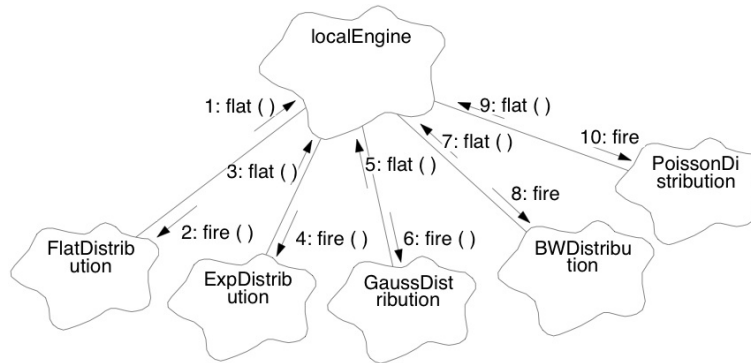 localEngine
1: flat ( )
9: flat ( )
7: flat ( )
10: fire
3: flat ( )
5: flat ( )
PoissonDi
stribution
8: fire
2: fire ( )
4: fire ( )
6: fire ( )
FlatDistrib
ution
BWDistribu
tion
ExpDistrib
ution
GaussDist
ribution